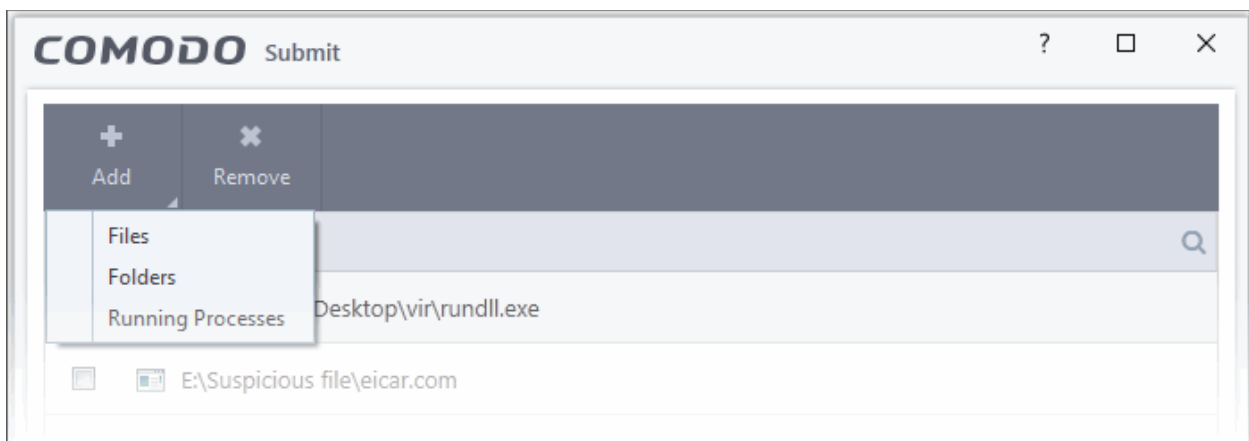 COMODO Submit ?
Add Remove
Files
Folders
Running Processes
Desktop\vir\rundll.exe
E:\Suspicious file\eicar.com